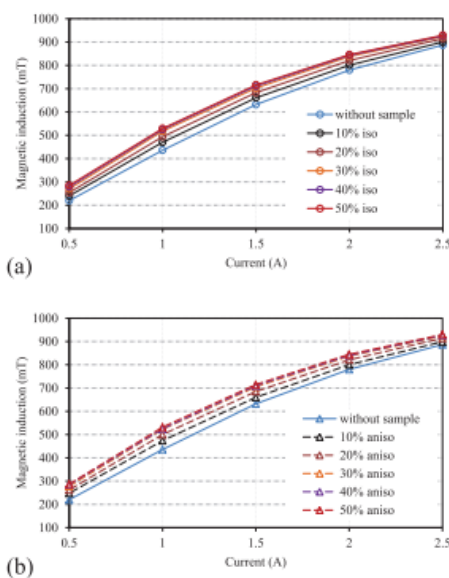 1000
900
800
700
600
500
400
300
200
100
Magnetic induction (mT)
without sample
10% iso
20% iso
30% iso
40% iso
50% iso
0.5 1 1.5 2 2.5
Current (A)
(a)
1000
900
800
700
600
500
400
300
200
100
Magnetic induction (mT)
without sample
10% aniso
20% aniso
30% aniso
40% aniso
50% aniso
0.5 1 1.5 2 2.5
Current (A)
(b)